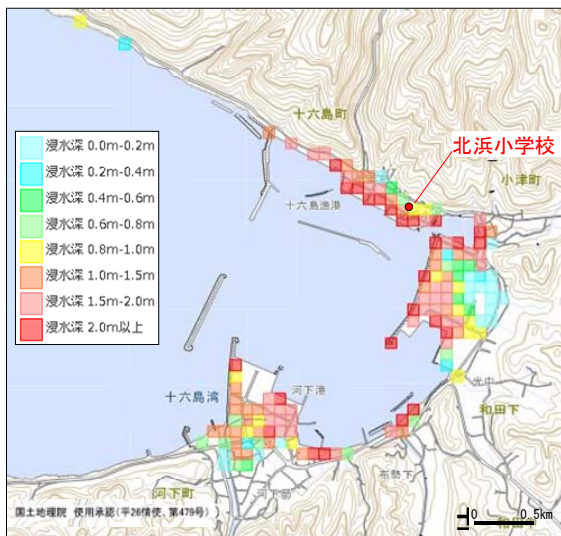 十六島町
北浜小学校
小津町
浸水深 0.0m-0.2m
浸水深 0.2m-0.4m
浸水深 0.4m-0.6m
浸水深 0.6m-0.8m
浸水深 0.8m-1.0m
浸水深 1.0m-1.5m
浸水深 1.5m-2.0m
浸水深 2.0m以上
十六島漁港
十六島湾
河下港
光中
和田下
布勢下
河下町
国土地理院 使用承認(平26情使、第479号)
0 0.5km